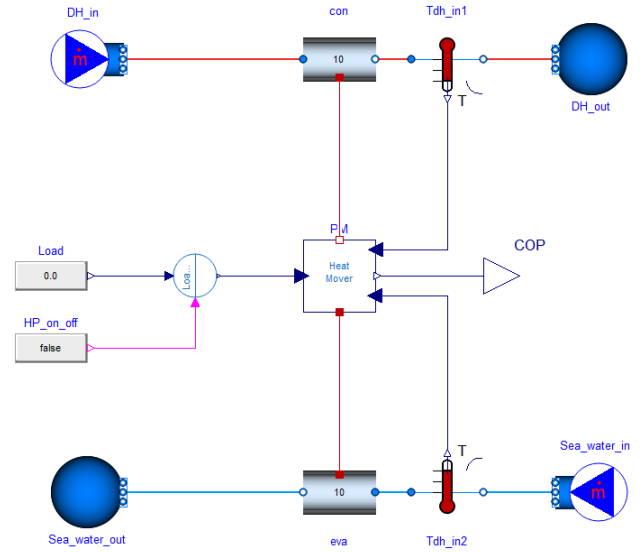 DH_in
con
Tdh_in1
ṁ
10
T
DH_out
PM
COP
Load
0.0
Loa...
Heat
Mover
HP_on_off
false
T
Sea_water_in
10
ṁ
Sea_water_out
eva
Tdh_in2